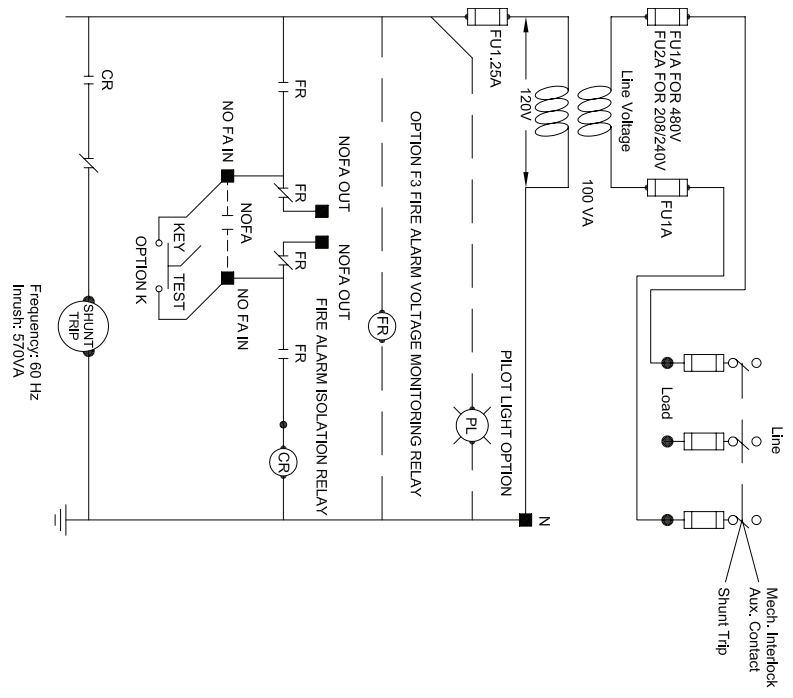 Line
Mech. Interlock
Aux. Contact
Shunt Trip
Load
FU1A FOR 480V
FU2A FOR 208/240V
FU1A
Line Voltage
100 VA
120V
FU1.25A
N
PILOT LIGHT OPTION
PL
OPTION F3 FIRE ALARM VOLTAGE MONITORING RELAY
FR
FIRE ALARM ISOLATION RELAY
NOFA OUT
NOFA OUT
FR
FR
FR
FR
CR
NO FA IN
NOFA
NO FA IN
KEY
TEST
OPTION K
CR
SHUNT
TRIP
Frequency: 60 Hz
Inrush: 570VA